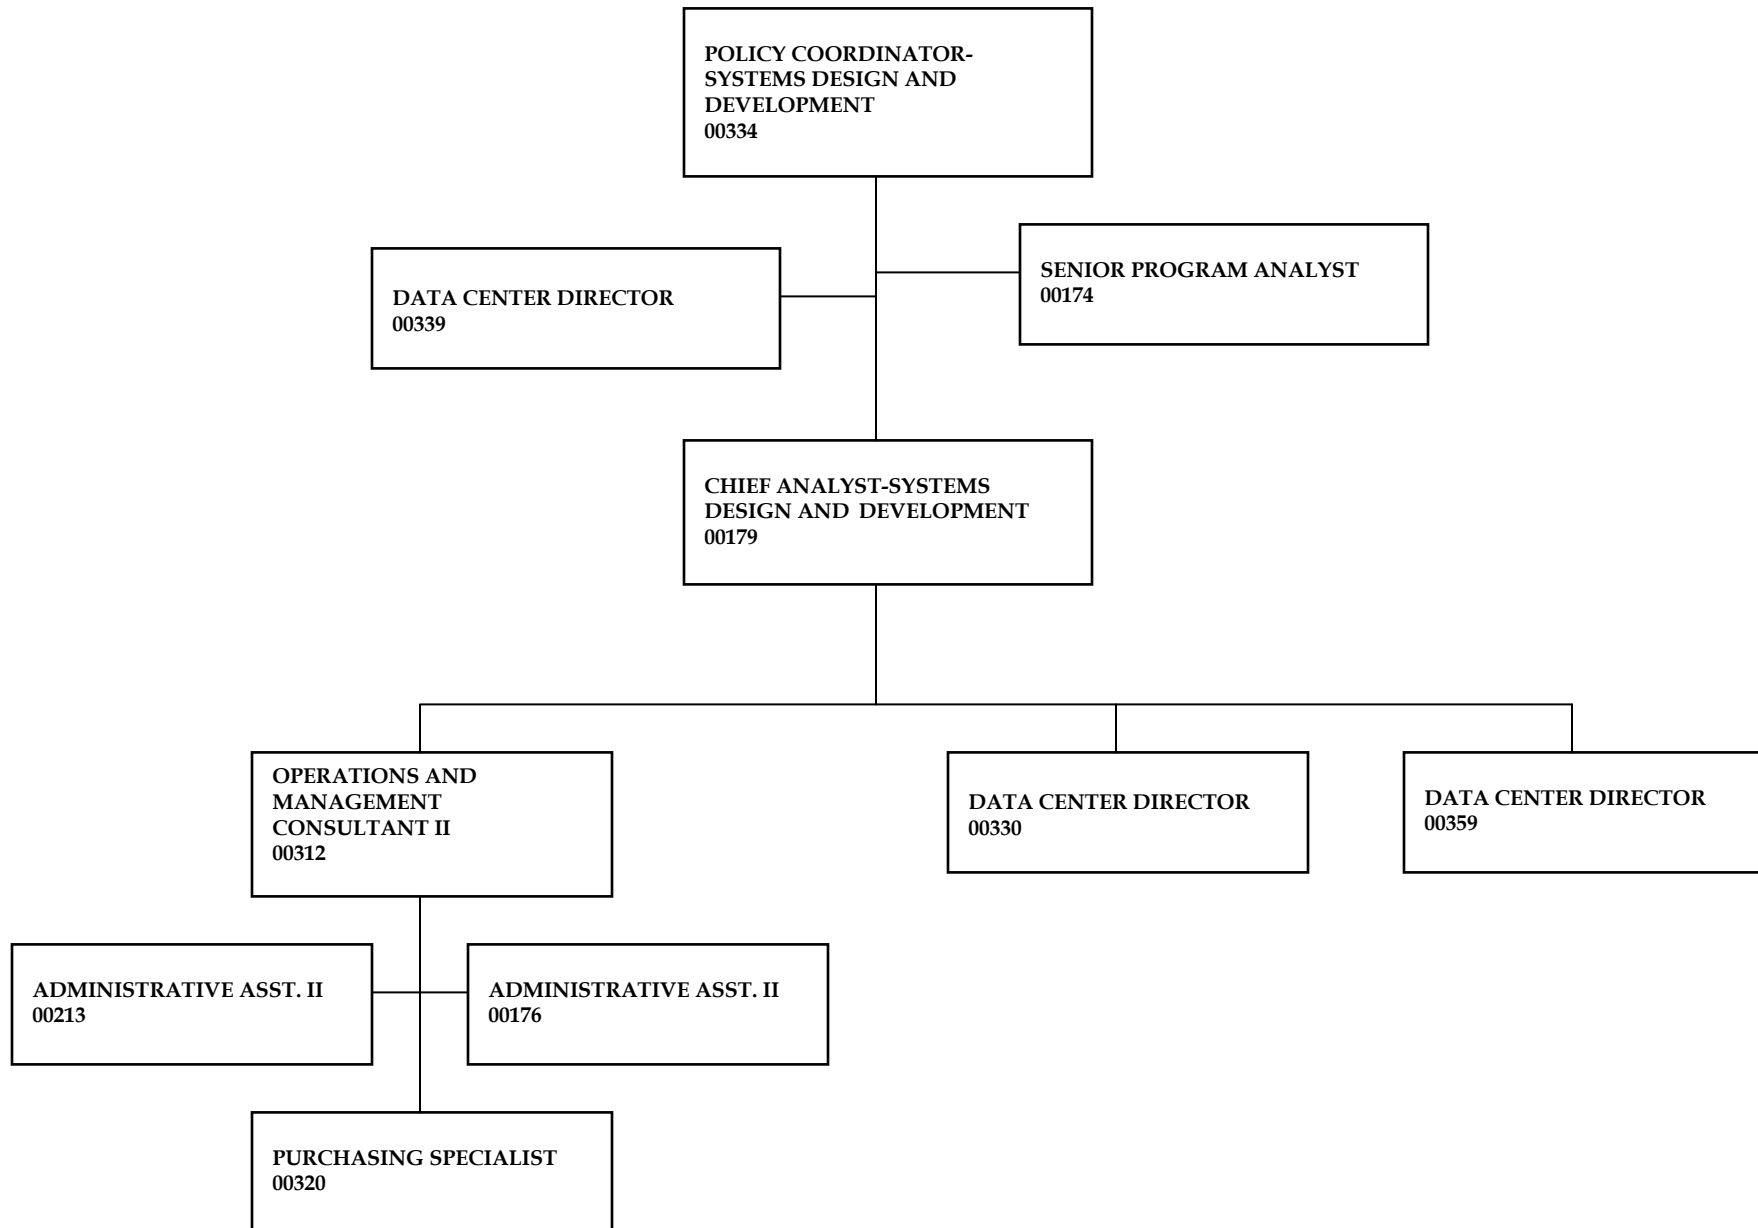 POLICY COORDINATOR-
SYSTEMS DESIGN AND
DEVELOPMENT
00334
SENIOR PROGRAM ANALYST
00174
DATA CENTER DIRECTOR
00339
CHIEF ANALYST-SYSTEMS
DESIGN AND DEVELOPMENT
00179
OPERATIONS AND
MANAGEMENT
CONSULTANT II
00312
DATA CENTER DIRECTOR
00330
DATA CENTER DIRECTOR
00359
ADMINISTRATIVE ASST. II
00213
ADMINISTRATIVE ASST. II
00176
PURCHASING SPECIALIST
00320